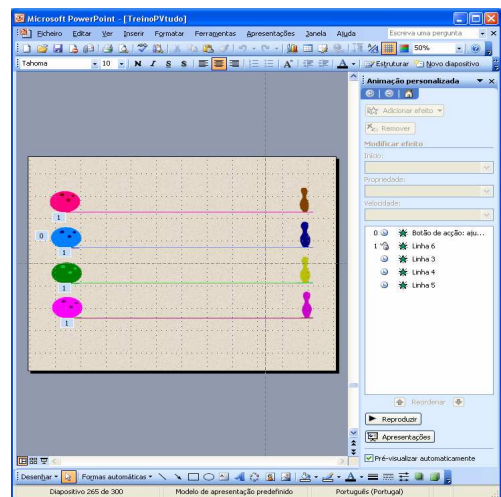 Microsoft PowerPoint - [TreinoPVtudo]
Ficheiro Editar Ver Inserir Formatar Ferramentas Apresentações Janela Ajuda Escreva uma pergunta
50%
Tahoma 10 N I S S Estruturar Novo diapositivo
Animação personalizada
Adicionar efeito
Remover
Modificar efeito
Início:
Propriedade:
Velocidade:
0 Botão de acção: aju...
1 Linha 6
Linha 3
Linha 4
Linha 5
1
0
1
1
1
Reordenar
Reproduzir
Apresentações
Pré-visualizar automaticamente
Desenhar Formas automáticas
Diapositivo 265 de 300 Modelo de apresentação predefinido Português (Portugal)